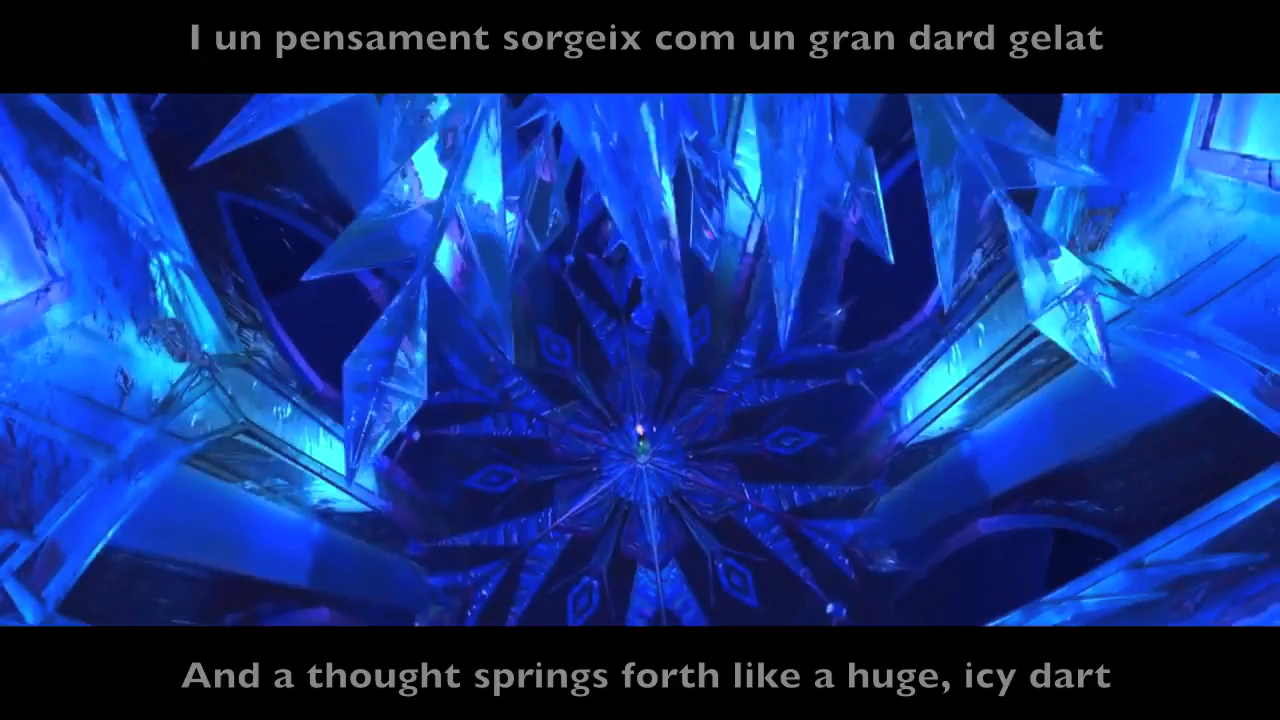 I un pensament sorgeix com un gran dard gelat
And a thought springs forth like a huge, icy dart